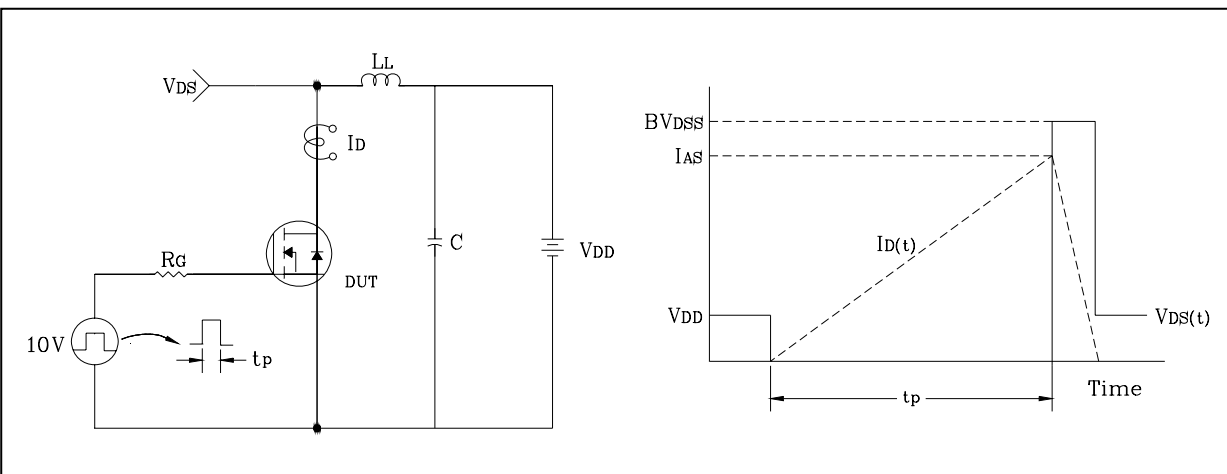 LL
VDS
ID
C
VDD
RG
DUT
10V
tp
BVDSS
IAS
ID(t)
VDD
VDS(t)
tp
Time